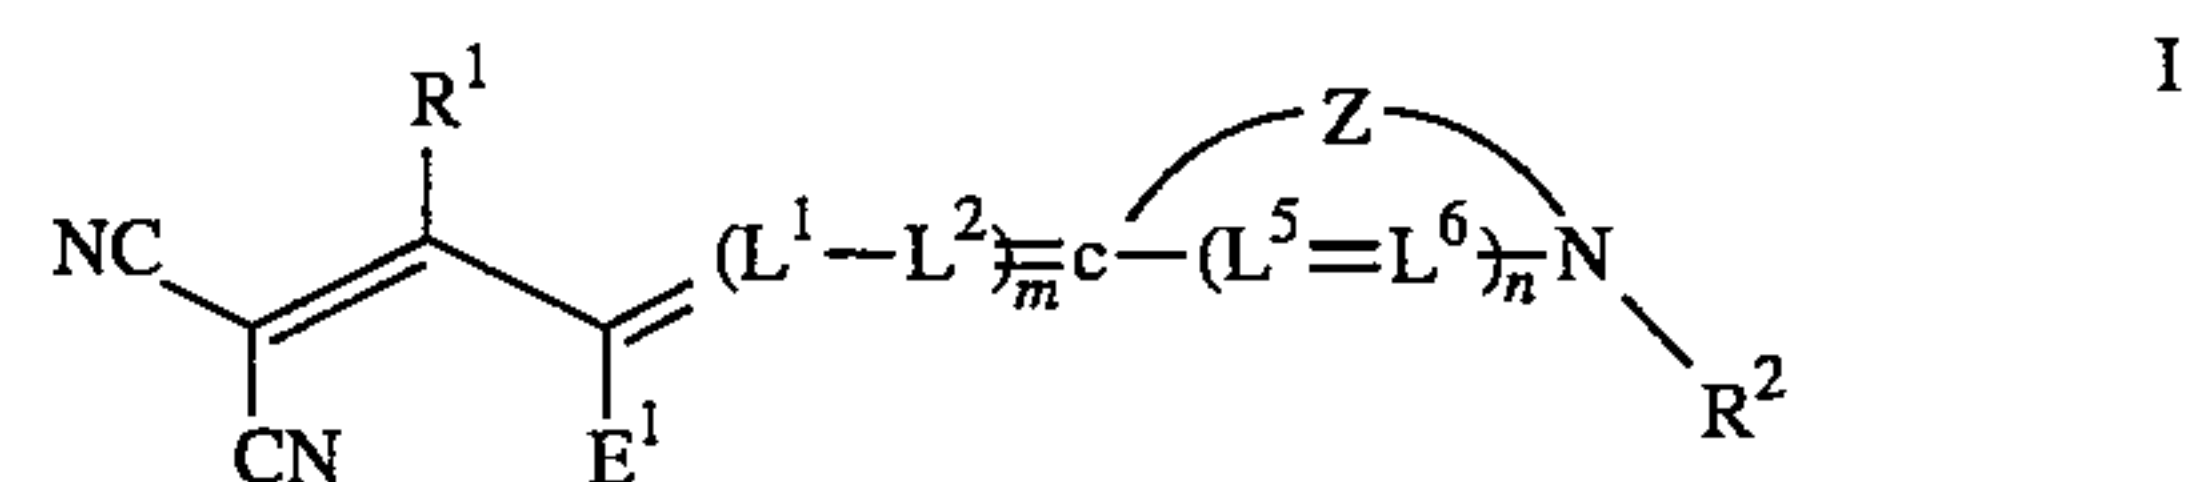 R¹ Z I
NC (L¹—L²)ₘ=c—(L⁵=L⁶)ₙ—N
CN E¹ R²